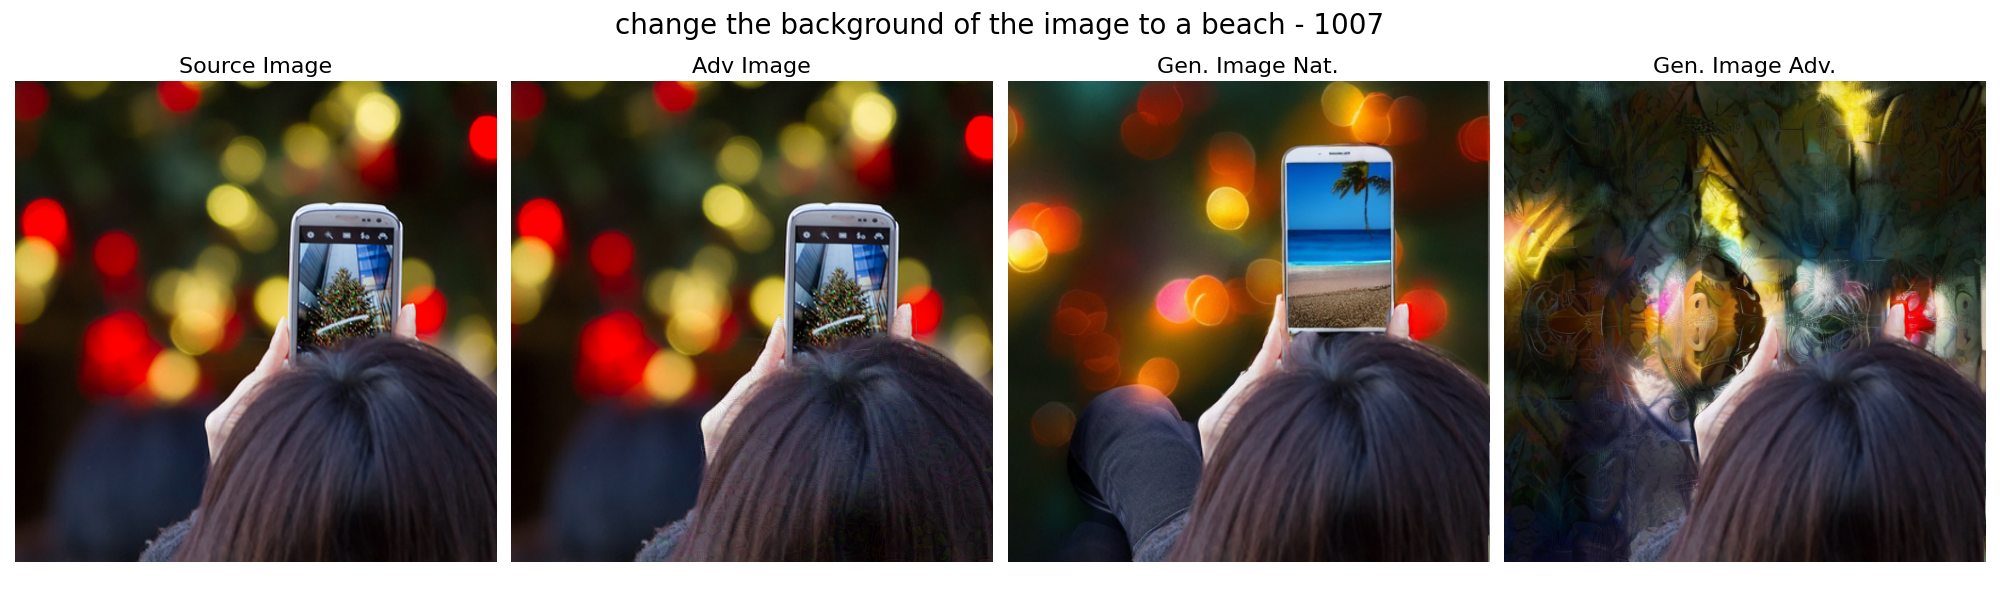 change the background of the image to a beach - 1007
Source Image
Adv Image
Gen. Image Nat.
Gen. Image Adv.